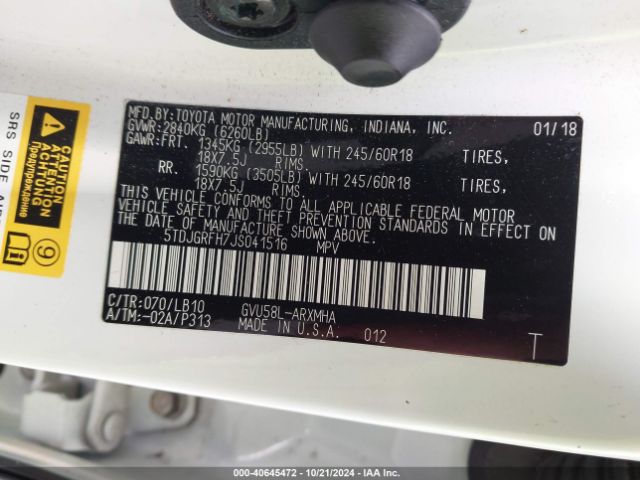 MFD.BY: TOYOTA MOTOR MANUFACTURING, INDIANA, INC. 01/18
GVWR: 2840KG (6260LB)
GAWR: FRT. 1345KG (2955LB) WITH 245/60R18 TIRES,
18X7.5J RIMS.
RR. 1590KG (3505LB) WITH 245/60R18 TIRES,
18X7.5J RIMS.
THIS VEHICLE CONFORMS TO ALL APPLICABLE FEDERAL MOTOR
VEHICLE SAFETY AND THEFT PREVENTION STANDARDS IN EFFECT ON
THE DATE OF MANUFACTURE SHOWN ABOVE.
5TDJGRFH7JS041516 MPV
C/TR: 070/LB10 GVU58L-ARXMHA
A/TM: -02A/P313 MADE IN U.S.A. 012 T
SRS SIDE
CAUTION
ATTENTION
ACHTUNG
9
000-40645472 | 10/21/2024 | IAA Inc.